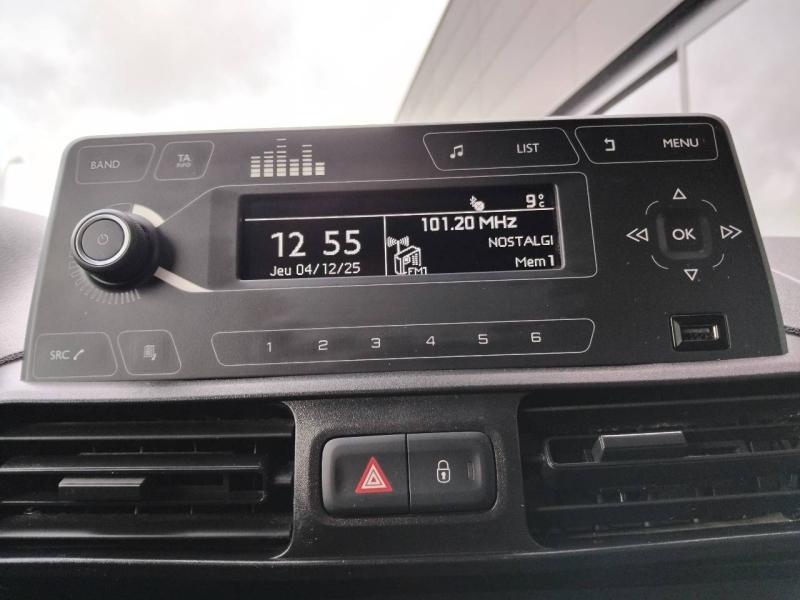 BAND
TA
INFO
LIST
MENU
9°C
12 55
Jeu 04/12/25
101.20 MHz
NOSTALGI
FM1
Mem 1
OK
SRC
1 2 3 4 5 6